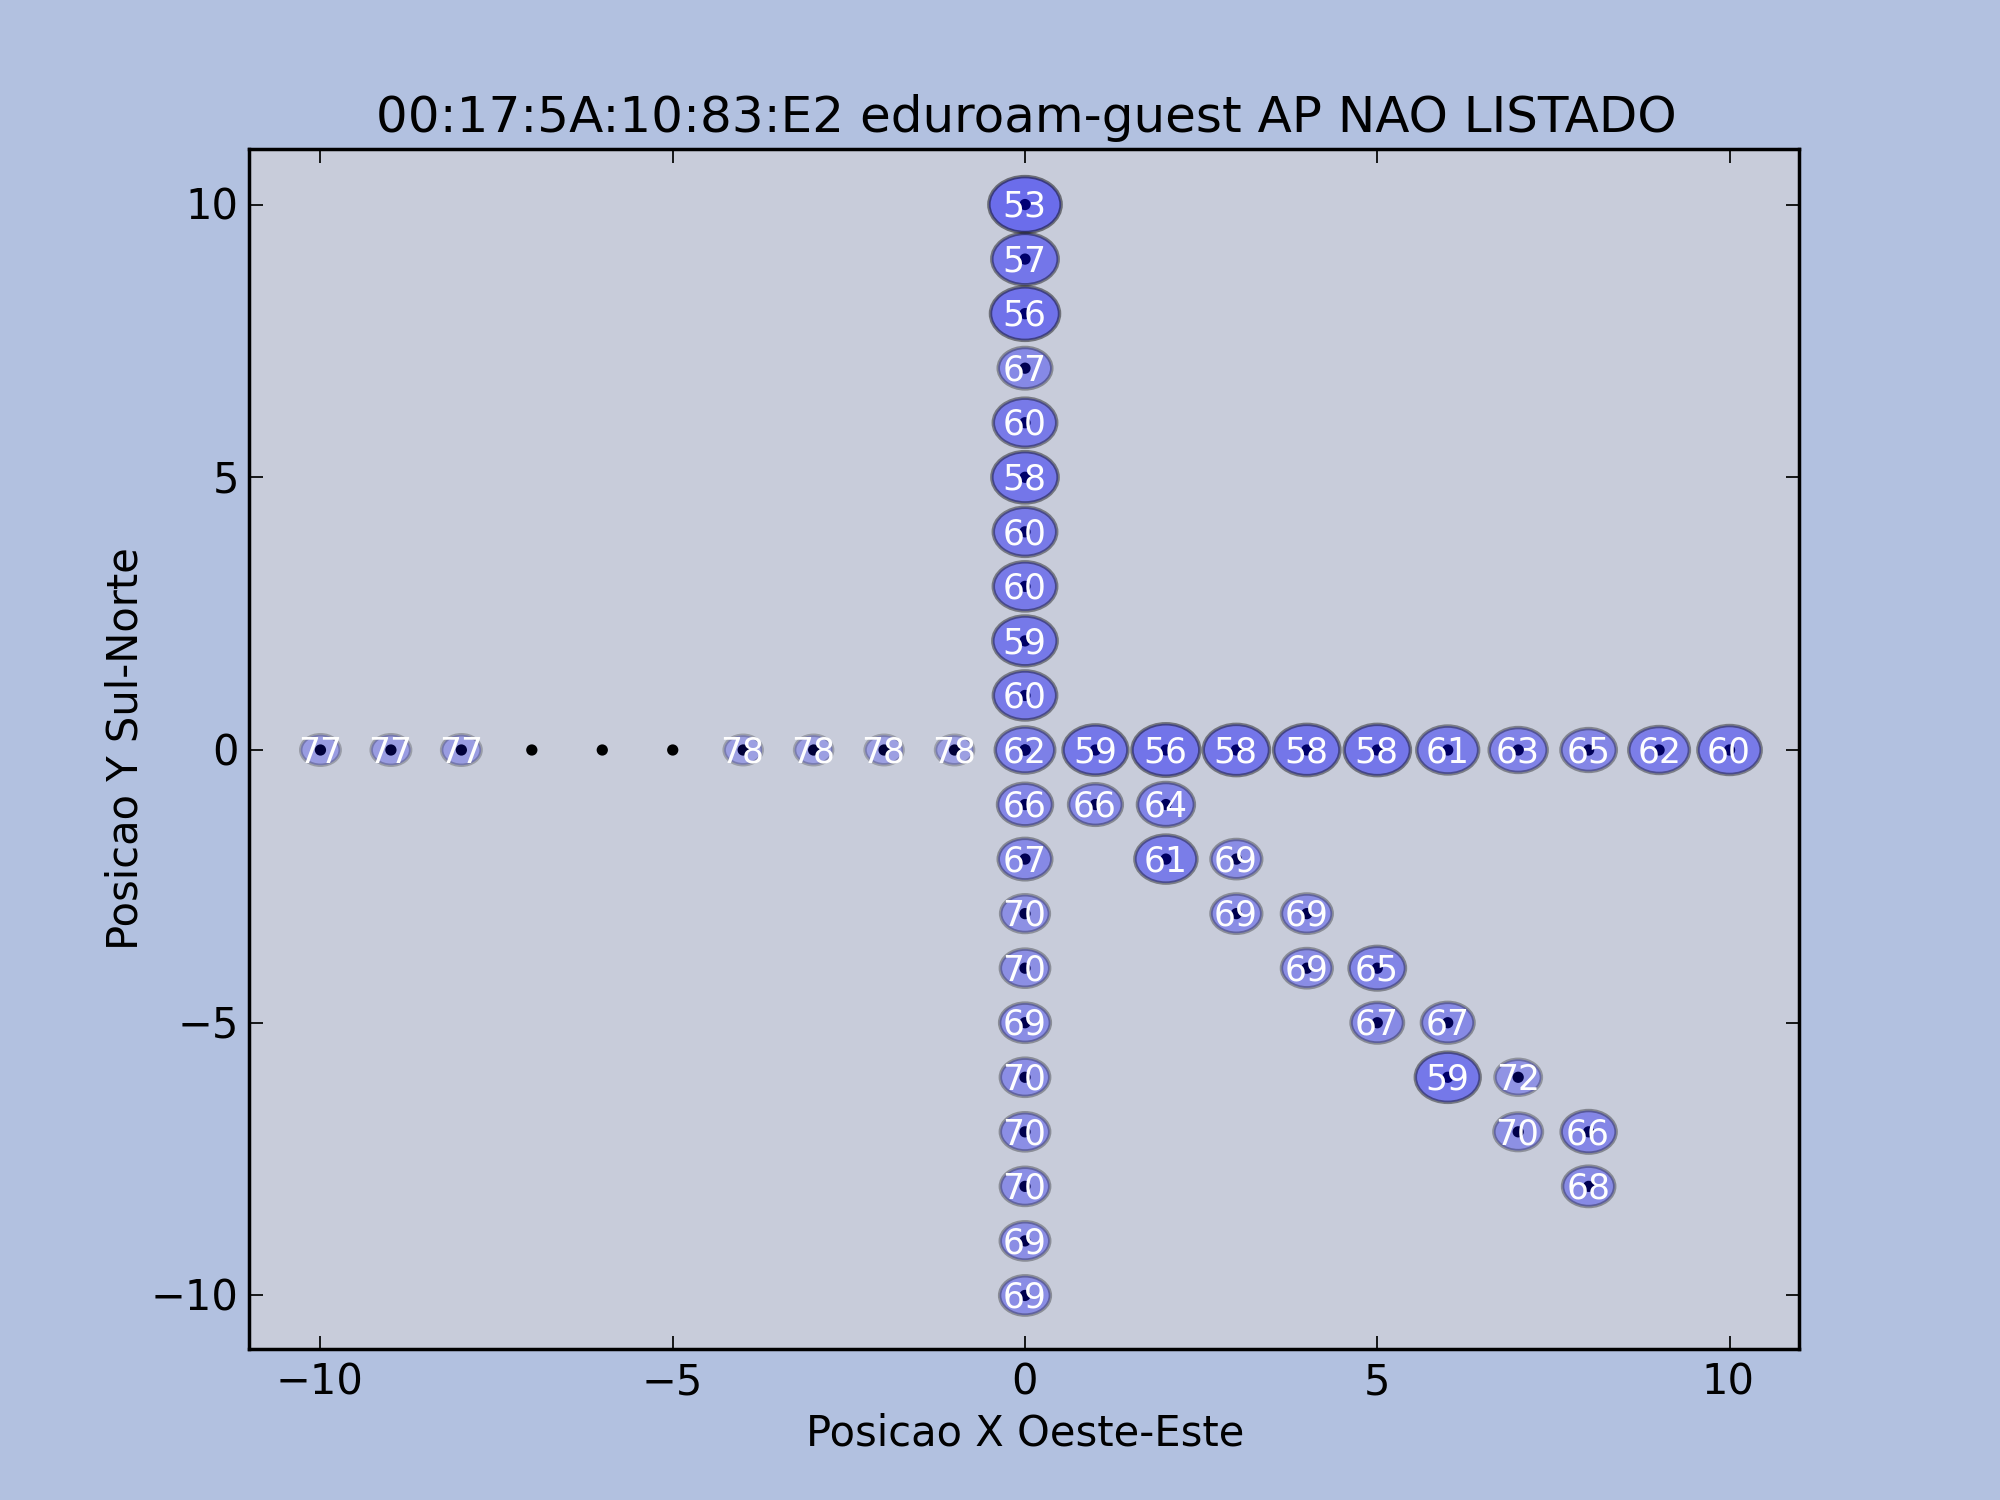 00:17:5A:10:83:E2 eduroam-guest AP NAO LISTADO
10
53
57
56
67
60
5
58
60
60
59
60
Posicao Y Sul-Norte
0
77 77 77 78 78 78 78 62 59 56 58 58 58 61 63 65 62 60
66 66 64
67 61 69
70 69 69
70 69 65
−5
69 67 67
70 59 72
70 70 66
70 68
69
−10
69
−10 −5 0 5 10
Posicao X Oeste-Este